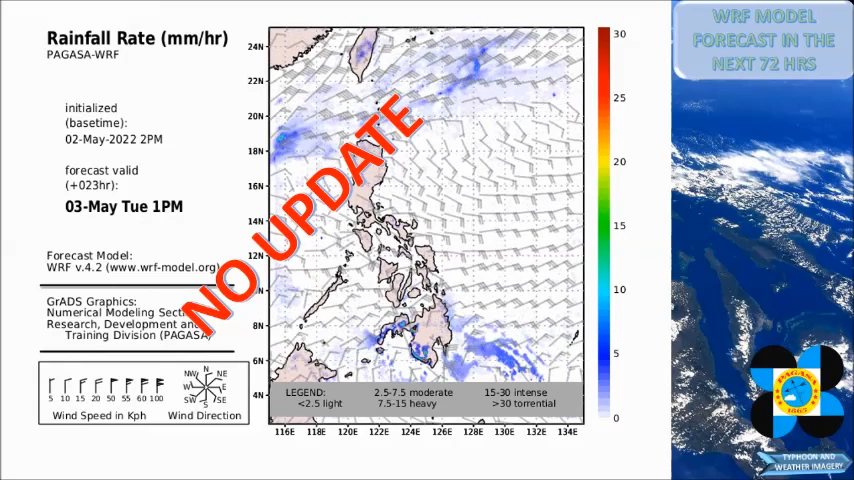 Rainfall Rate (mm/hr)
PAGASA-WRF
initialized
(basetime):
02-May-2022 2PM
forecast valid
(+023hr):
03-May Tue 1PM
Forecast Model:
WRF v.4.2 (www.wrf-model.org)
GrADS Graphics:
Numerical Modeling Sect
Research, Development and
Training Division (PAGASA)
NW N NE
W E
SW S SE
5 10 15 20 50 55 60 100
Wind Speed in Kph Wind Direction
NO UPDATE
24N
22N
20N
18N
16N
14N
12N
10N
8N
6N
4N
LEGEND: 2.5-7.5 moderate 15-30 intense
<2.5 light 7.5-15 heavy >30 torrential
116E 118E 120E 122E 124E 126E 128E 130E 132E 134E
30
25
20
15
10
5
0
WRF MODEL
FORECAST IN THE
NEXT 72 HRS
PAGASA
1865
TYPHOON AND
WEATHER IMAGERY